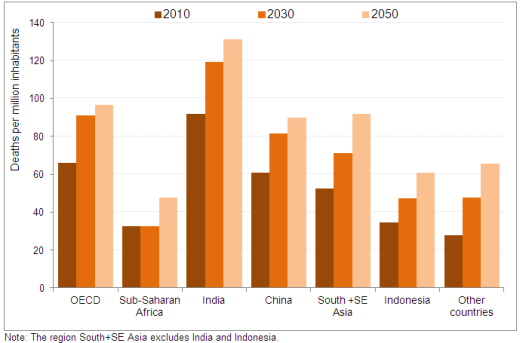 2010 2030 2050
Deaths per million inhabitants
140
120
100
80
60
40
20
0
OECD Sub-Saharan Africa India China South +SE Asia Indonesia Other countries
Note: The region South+SE Asia excludes India and Indonesia.